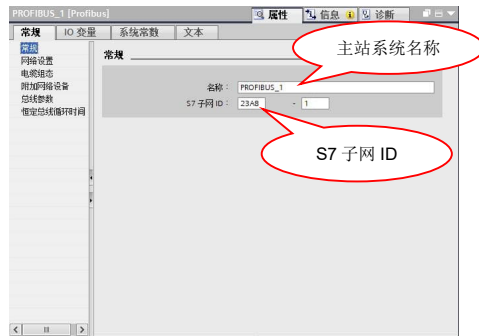 PROFIBUS_1 [Profibus]
属性
信息
诊断
常规
IO 变量
系统常数
文本
常规
网络设置
电缆组态
附加网络设备
总线参数
恒定总线循环时间
常规
名称：
PROFIBUS_1
S7 子网 ID：
23A8
-
1
主站系统名称
S7 子网 ID